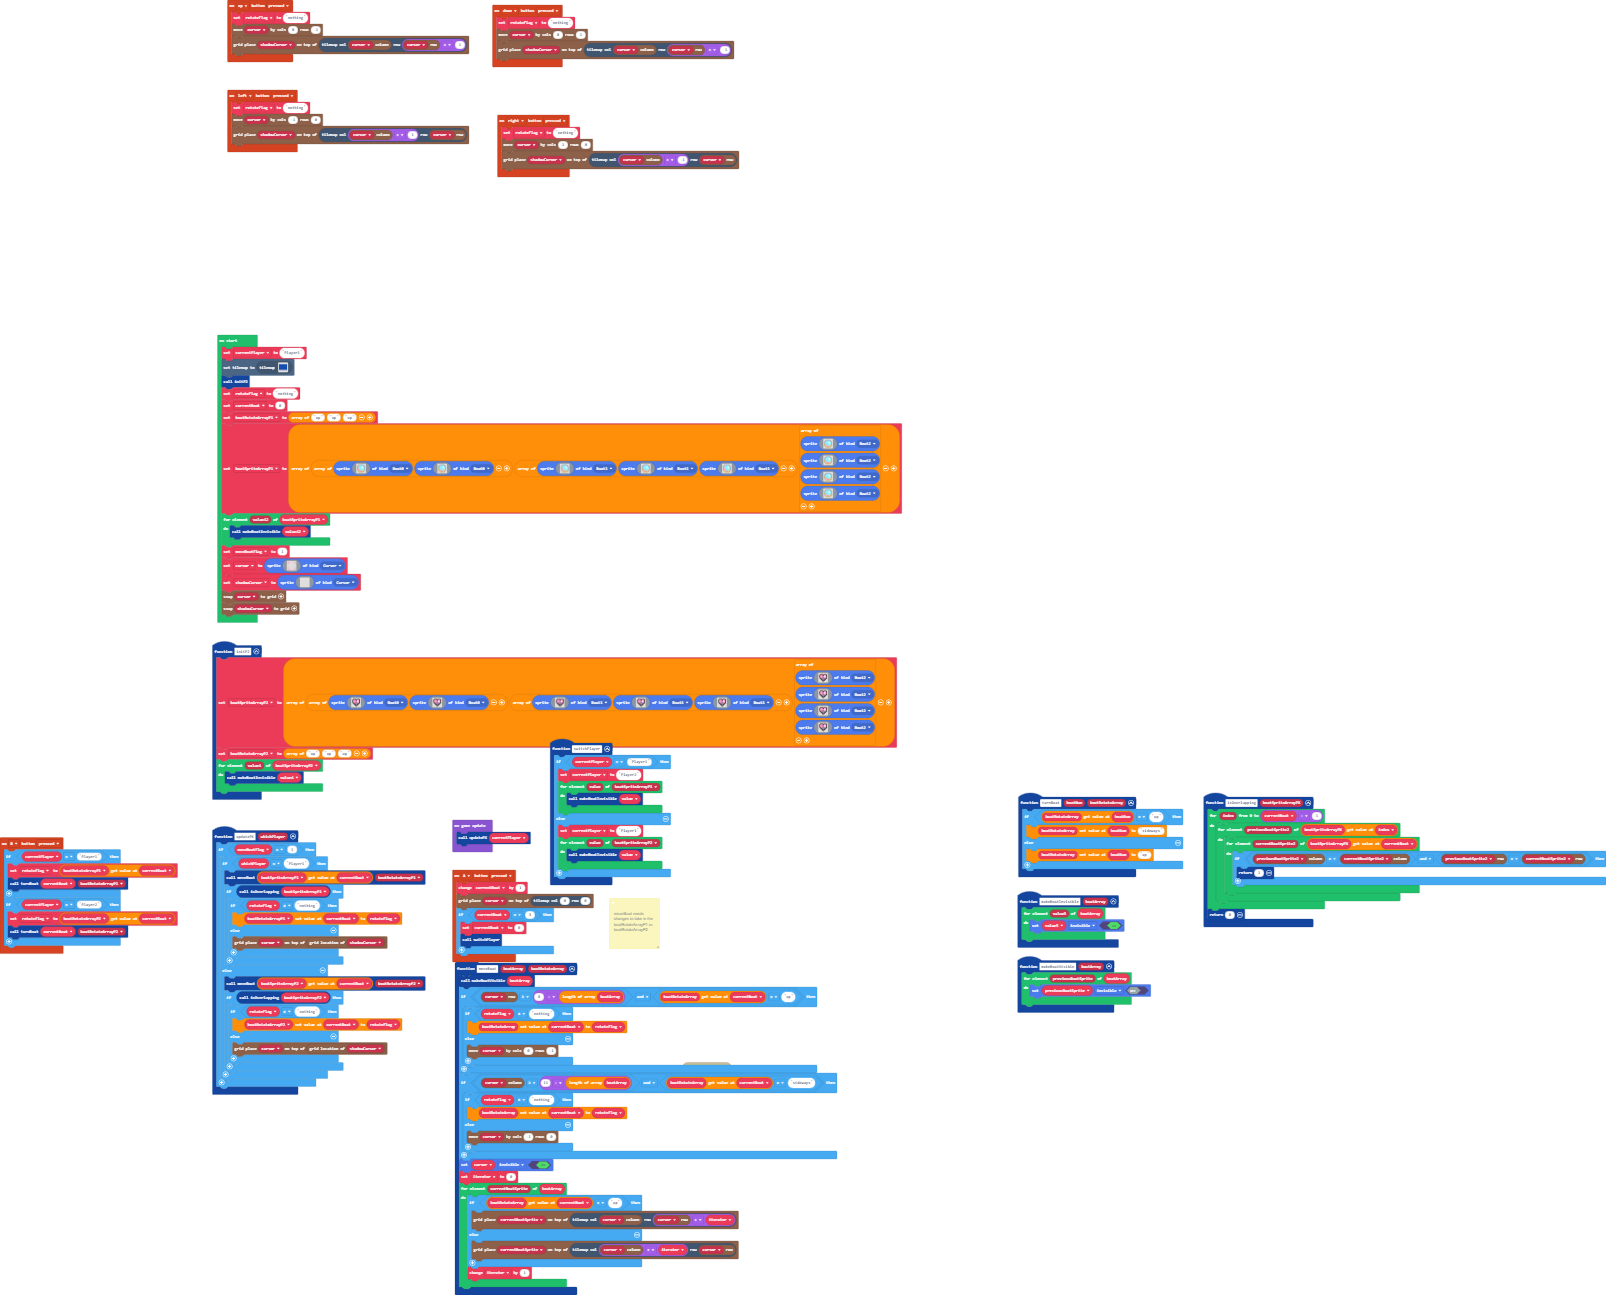 on up button pressed
set rotateFlag to nothing
move cursor by cols 0 rows
grid place shadowCursor on top of tilemap col cursor column row cursor row
on down button pressed
set rotateFlag to nothing
move cursor by cols 0 rows
grid place shadowCursor on top of tilemap col cursor column row cursor row
on left button pressed
set rotateFlag to nothing
move cursor by cols rows 0
grid place shadowCursor on top of tilemap col cursor column row cursor row
on right button pressed
set rotateFlag to nothing
move cursor by cols rows 0
grid place shadowCursor on top of tilemap col cursor column row cursor row
on start
set currentPlayer to Player1
set tilemap to tilemap
call initP2
set rotateFlag to nothing
set currentBoat to 0
set boatRotateArrayP1 to array of up up up
array of
sprite of kind Boat2
sprite of kind Boat2
set boatSpriteArrayP1 to array of array of sprite of kind Boat0 sprite of kind Boat0 array of sprite of kind Boat1 sprite of kind Boat1 sprite of kind Boat1
sprite of kind Boat2
sprite of kind Boat2
for element value2 of boatSpriteArrayP1
do call makeBoatInvisible value2
set moveBoatFlag to 1
set cursor to sprite of kind Cursor
set shadowCursor to sprite of kind Cursor
snap cursor to grid
snap shadowCursor to grid
function initP2
array of
sprite of kind Boat2
sprite of kind Boat2
set boatSpriteArrayP2 to array of array of sprite of kind Boat0 sprite of kind Boat0 array of sprite of kind Boat1 sprite of kind Boat1 sprite of kind Boat1
sprite of kind Boat2
sprite of kind Boat2
set boatRotateArrayP2 to array of up up up
for element of boatSpriteArrayP2
do call makeBoatInvisible
function switchPlayer
if currentPlayer = Player1 then
set currentPlayer to Player2
for element value of boatSpriteArrayP1
do call makeBoatInvisible value
else
set currentPlayer to Player1
for element value of boatSpriteArrayP2
do call makeBoatInvisible value
on B button pressed
if currentPlayer = Player1 then
set rotateFlag to boatRotateArrayP1 get value at currentBoat
call turnBoat currentBoat boatRotateArrayP1
if currentPlayer = Player2 then
set rotateFlag to boatRotateArrayP2 get value at currentBoat
call turnBoat currentBoat boatRotateArrayP2
function updatePX whichPlayer
if moveBoatFlag = 1 then
if whichPlayer = Player1 then
call moveBoat boatSpriteArrayP1 get value at currentBoat boatRotateArrayP1
if call isOverlapping boatSpriteArrayP1 then
if rotateFlag = nothing then
boatRotateArrayP1 set value at currentBoat to rotateFlag
else
grid place cursor on top of grid location of shadowCursor
else
call moveBoat boatSpriteArrayP2 get value at currentBoat boatRotateArrayP2
if call isOverlapping boatSpriteArrayP2 then
if rotateFlag = nothing then
boatRotateArrayP2 set value at currentBoat to rotateFlag
else
grid place cursor on top of grid location of shadowCursor
on game update
call updatePX currentPlayer
on A button pressed
change currentBoat by 1
grid place cursor on top of tilemap col 0 row 0
if currentBoat = 3 then
set currentBoat to 0
call switchPlayer
moveBoat needs
changes to take in the
boatRotateArrayP1 or
boatRotateArrayP2
function moveBoat boatArray boatRotateArray
call makeBoatVisible boatArray
if cursor row length of array boatArray and boatRotateArray get value at currentBoat = up then
if rotateFlag nothing then
boatRotateArray set value at currentBoat to rotateFlag
else
move cursor by cols 0 rows
if cursor column length of array boatArray and boatRotateArray get value at currentBoat = sideways then
if rotateFlag nothing then
boatRotateArray set value at currentBoat to rotateFlag
else
move cursor by cols rows 0
set cursor invisible
set iterator to 0
for element currentBoatSprite of boatArray
do if boatRotateArray get value at currentBoat = up then
grid place currentBoatSprite on top of tilemap col cursor column row cursor row + iterator
else
grid place currentBoatSprite on top of tilemap col cursor column + iterator row cursor row
change iterator by 1
function turnBoat boatNum boatRotateArray
if boatRotateArray get value at boatNum = up then
boatRotateArray set value at boatNum to sideways
else
boatRotateArray set value at boatNum to up
function makeBoatInvisible boatArray
for element of boatArray
do set invisible
function makeBoatVisible boatArray
for element previousBoatSprite of boatArray
do set previousBoatSprite invisible
function isOverlapping boatSpriteArrayPX
for index from 0 to currentBoat - 1
do for element previousBoatSprite2 of boatSpriteArrayPX get value at index
do for element currentBoatSprite2 of boatSpriteArrayPX get value at currentBoat
do if previousBoatSprite2 column = currentBoatSprite2 column and previousBoatSprite2 row = currentBoatSprite2 row then
return 1
return 0